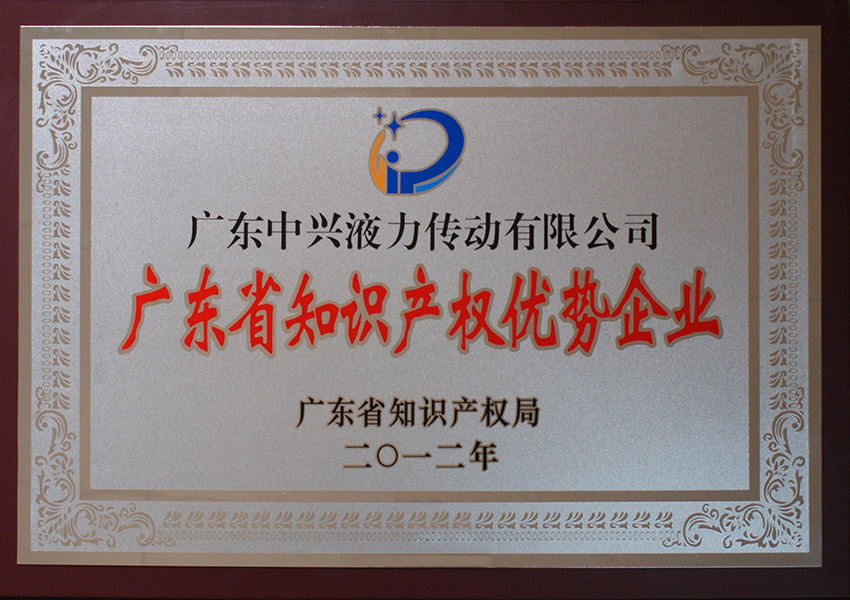 广东中兴液力传动有限公司
广东省知识产权优势企业
广东省知识产权局
二〇一二年